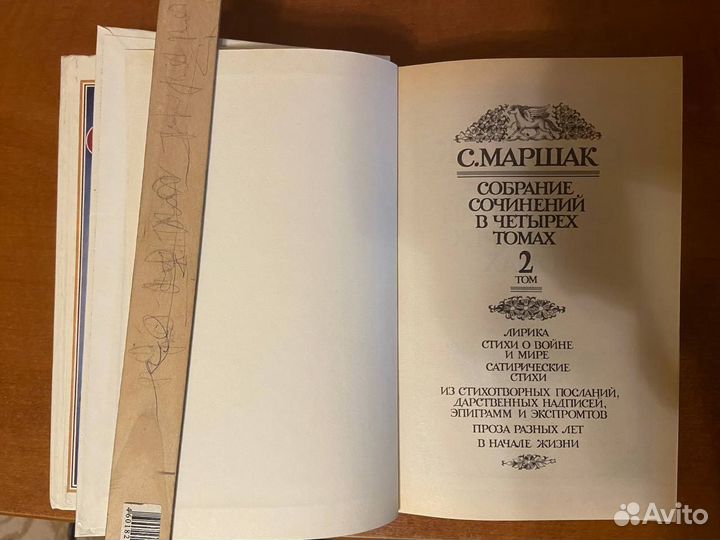 С.МАРШАК
СОБРАНИЕ
СОЧИНЕНИЙ
В ЧЕТЫРЕХ
ТОМАХ
2
ТОМ
ЛИРИКА
СТИХИ О ВОЙНЕ
И МИРЕ
САТИРИЧЕСКИЕ
СТИХИ
ИЗ СТИХОТВОРНЫХ ПОСЛАНИЙ,
ДАРСТВЕННЫХ НАДПИСЕЙ,
ЭПИГРАММ И ЭКСПРОМТОВ
ПРОЗА РАЗНЫХ ЛЕТ
В НАЧАЛЕ ЖИЗНИ
460182
Avito